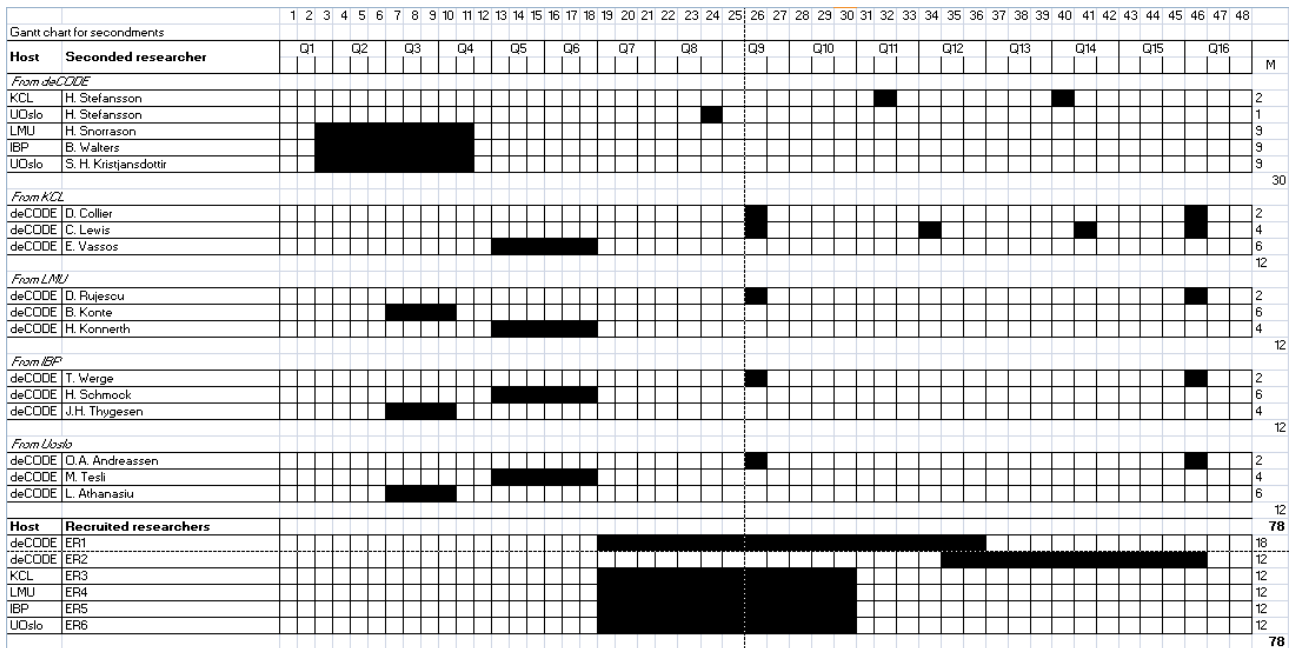 1 2 3 4 5 6 7 8 9 10 11 12 13 14 15 16 17 18 19 20 21 22 23 24 25 26 27 28 29 30 31 32 33 34 35 36 37 38 39 40 41 42 43 44 45 46 47 48
Gantt chart for secondments
Host Seconded researcher Q1 Q2 Q3 Q4 Q5 Q6 Q7 Q8 Q9 Q10 Q11 Q12 Q13 Q14 Q15 Q16
M
From deCODE
KCL H. Stefansson 2
UOslo H. Stefansson 1
LMU H. Snorrason 9
IBP B. Walters 9
UOslo S. H. Kristjansdottir 9
30
From KCL
deCODE D. Collier 2
deCODE C. Lewis 4
deCODE E. Vassos 6
12
From LMU
deCODE D. Rujescu 2
deCODE B. Konte 6
deCODE H. Konnerth 4
12
From IBP
deCODE T. Werge 2
deCODE H. Schmock 6
deCODE J.H. Thygesen 4
12
From Uoslo
deCODE O.A. Andreassen 2
deCODE M. Tesli 4
deCODE L. Athanasiu 6
12
Host Recruited researchers 78
deCODE ER1 18
deCODE ER2 12
KCL ER3 12
LMU ER4 12
IBP ER5 12
UOslo ER6 12
78